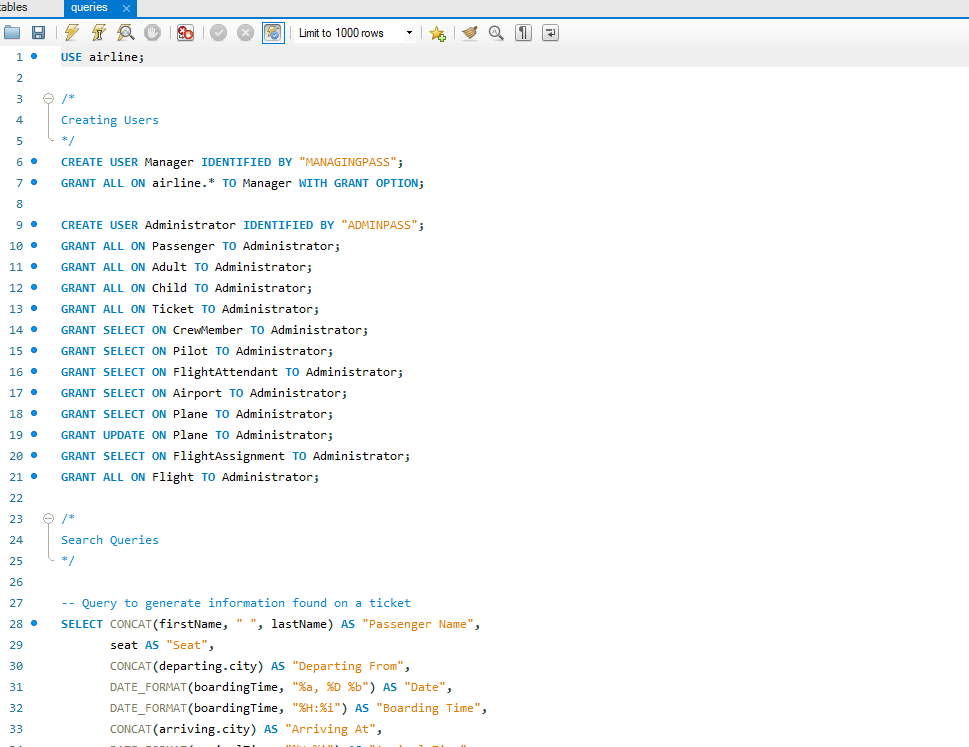 tables
queries
Limit to 1000 rows
1 USE airline;
2
3 /*
4 Creating Users
5 */
6 CREATE USER Manager IDENTIFIED BY "MANAGINGPASS";
7 GRANT ALL ON airline.* TO Manager WITH GRANT OPTION;
8
9 CREATE USER Administrator IDENTIFIED BY "ADMINPASS";
10 GRANT ALL ON Passenger TO Administrator;
11 GRANT ALL ON Adult TO Administrator;
12 GRANT ALL ON Child TO Administrator;
13 GRANT ALL ON Ticket TO Administrator;
14 GRANT SELECT ON CrewMember TO Administrator;
15 GRANT SELECT ON Pilot TO Administrator;
16 GRANT SELECT ON FlightAttendant TO Administrator;
17 GRANT SELECT ON Airport TO Administrator;
18 GRANT SELECT ON Plane TO Administrator;
19 GRANT UPDATE ON Plane TO Administrator;
20 GRANT SELECT ON FlightAssignment TO Administrator;
21 GRANT ALL ON Flight TO Administrator;
22
23 /*
24 Search Queries
25 */
26
27 -- Query to generate information found on a ticket
28 SELECT CONCAT(firstName, " ", lastName) AS "Passenger Name",
29 seat AS "Seat",
30 CONCAT(departing.city) AS "Departing From",
31 DATE_FORMAT(boardingTime, "%a, %D %b") AS "Date",
32 DATE_FORMAT(boardingTime, "%H:%i") AS "Boarding Time",
33 CONCAT(arriving.city) AS "Arriving At",